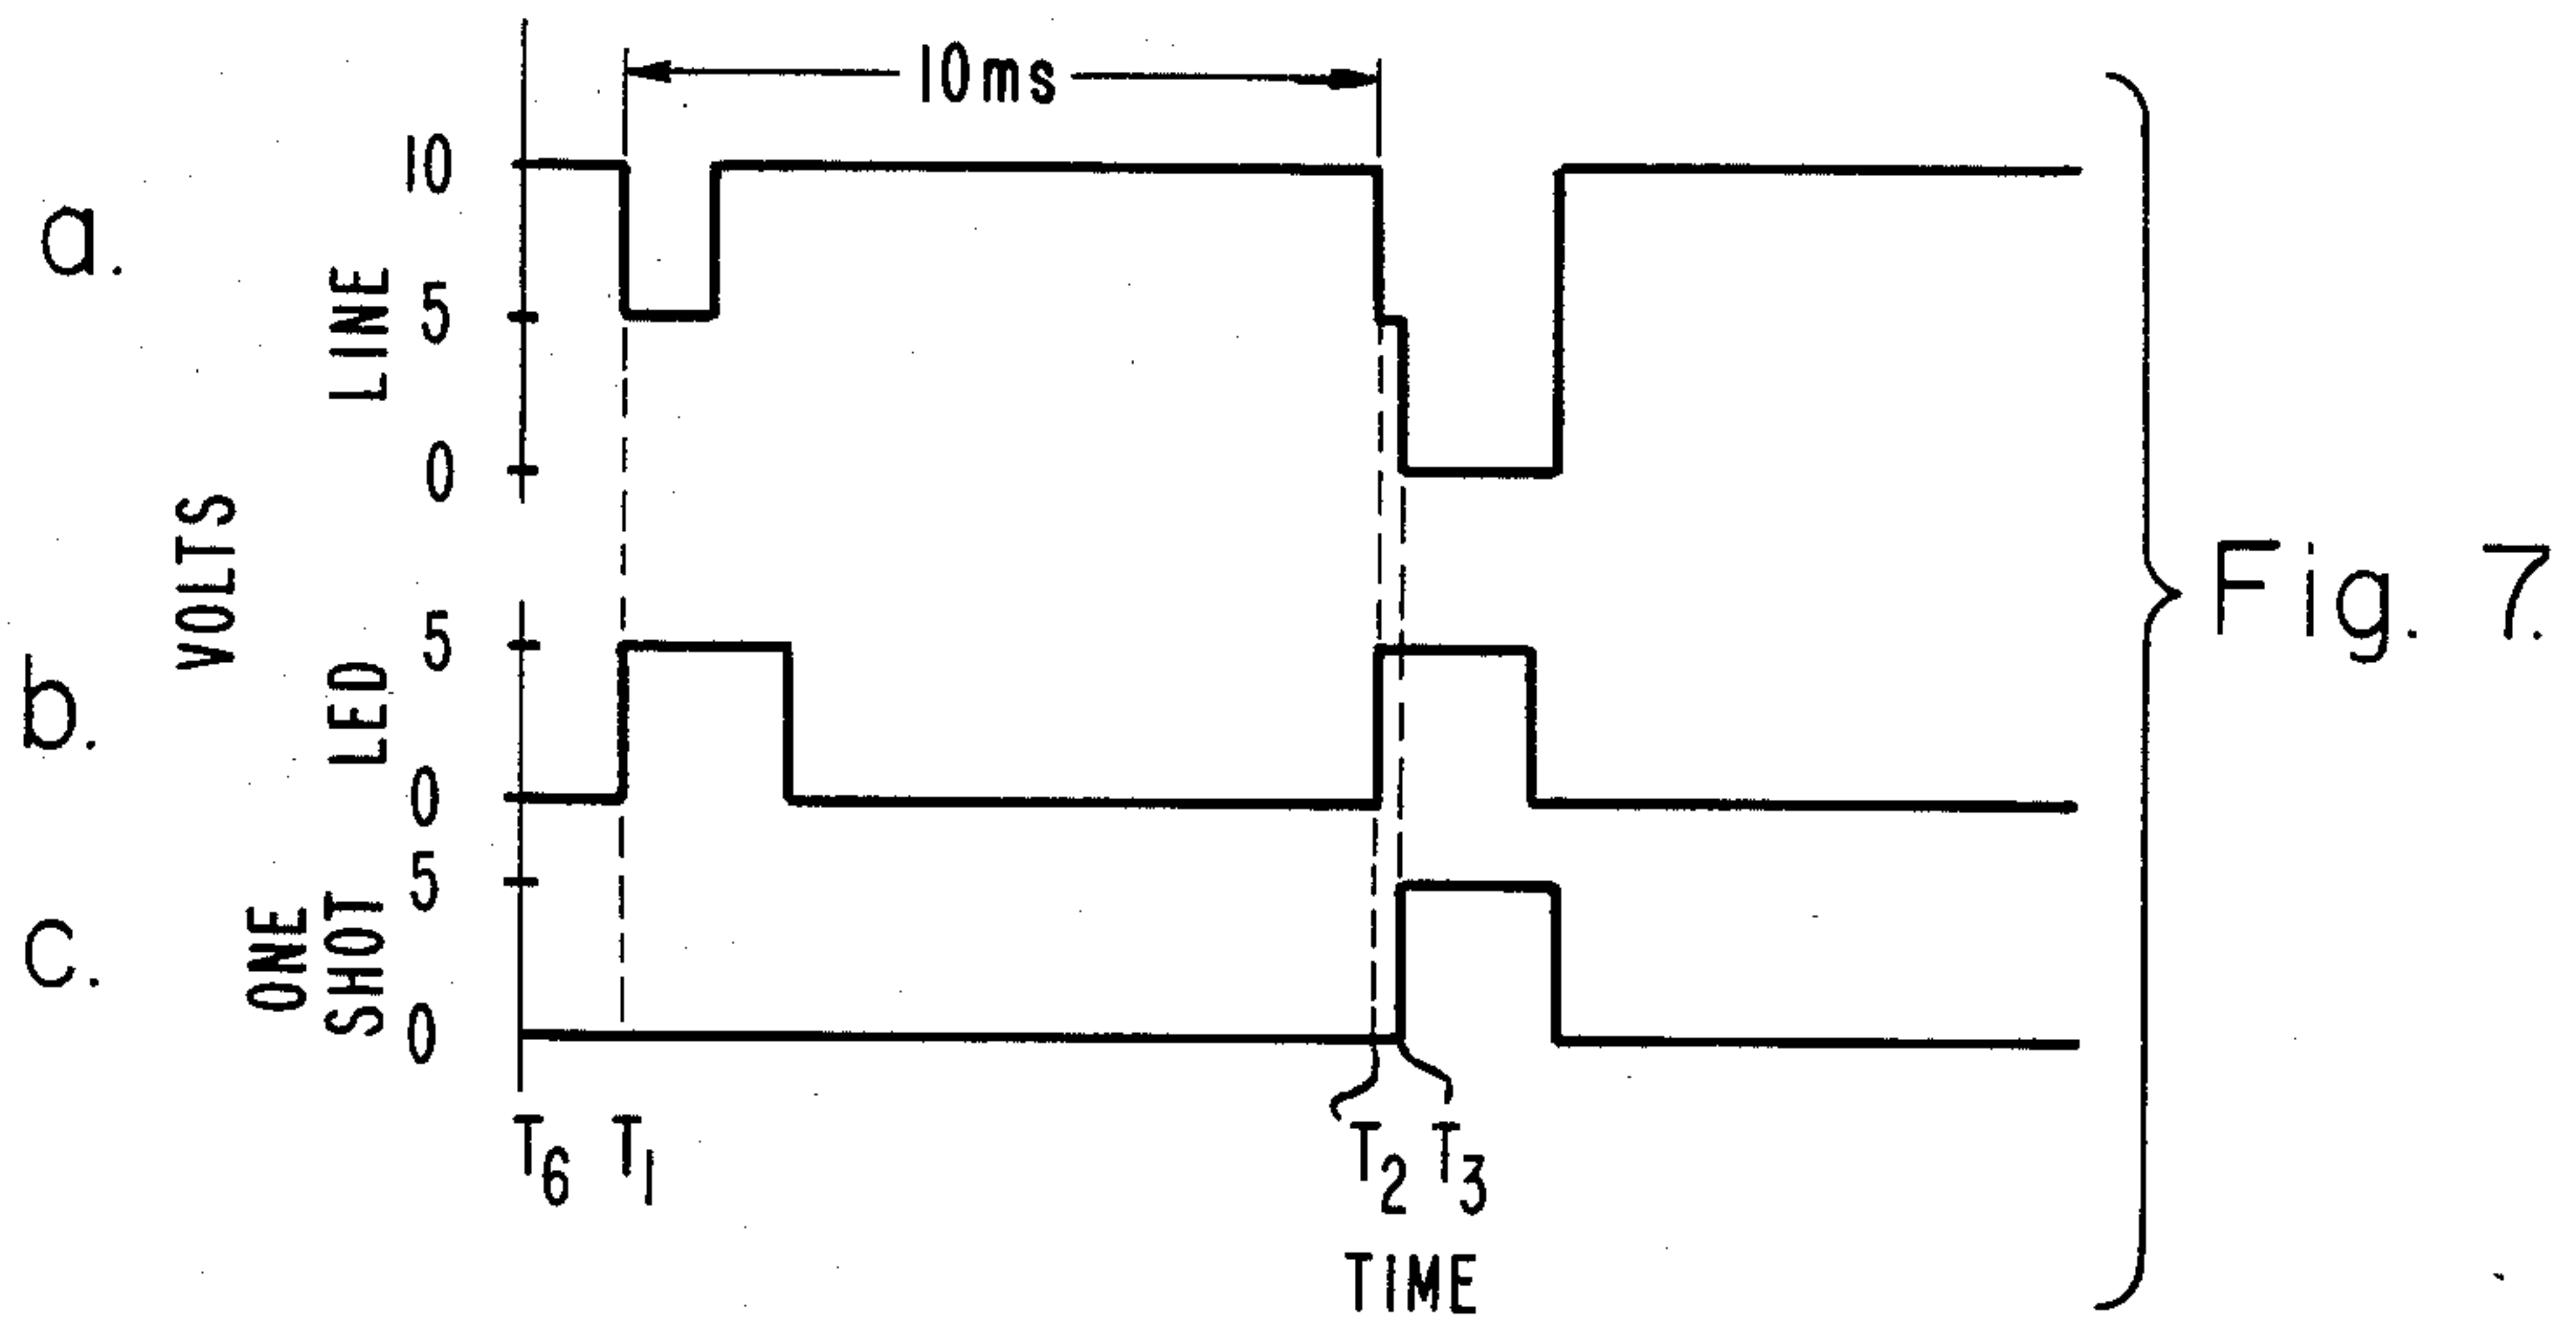 10ms
a.
VOLTS
LINE
10
5
0
b.
LED
5
0
c.
ONE
SHOT
5
0
T6 T1 T2 T3
TIME
Fig. 7.